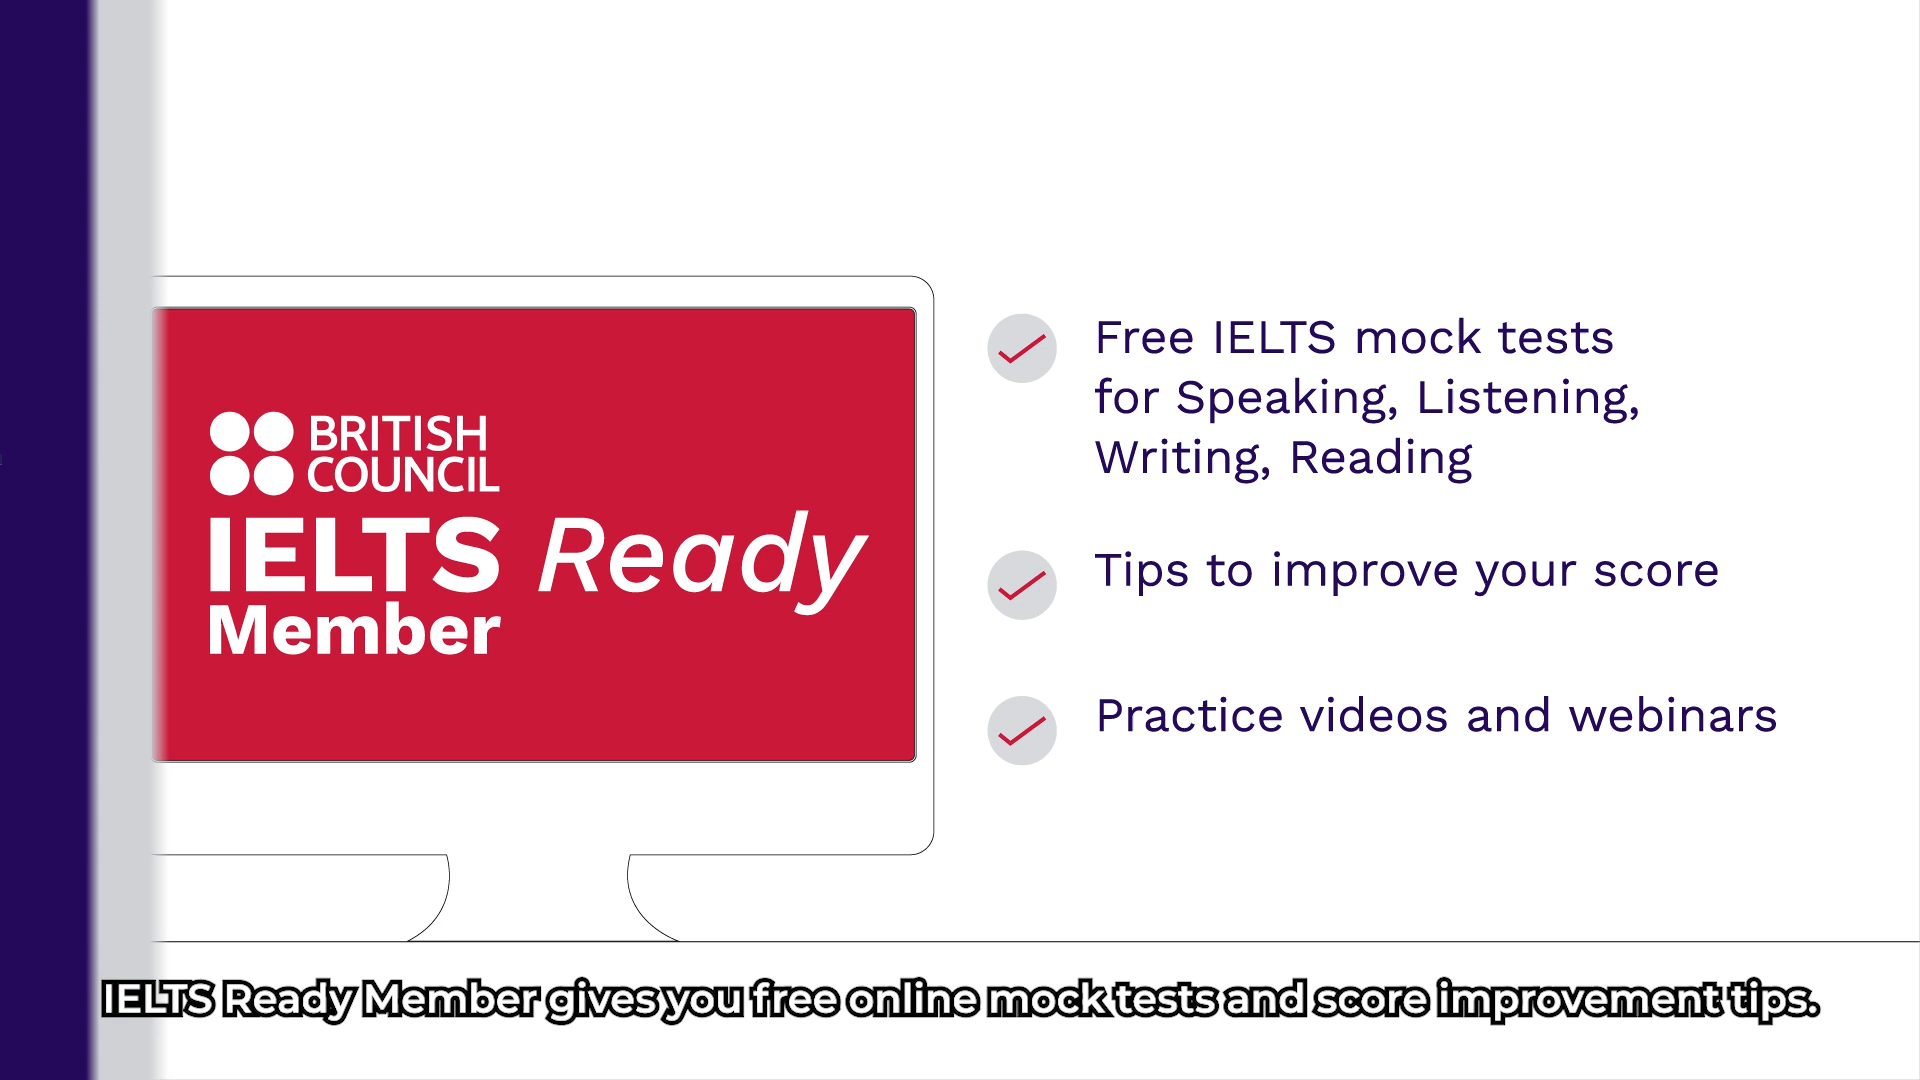 BRITISH
COUNCIL
IELTS Ready
Member
Free IELTS mock tests
for Speaking, Listening,
Writing, Reading
Tips to improve your score
Practice videos and webinars
IELTS Ready Member gives you free online mock tests and score improvement tips.